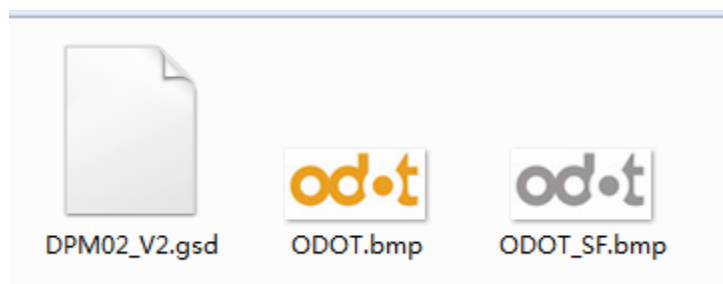 od•t
od•t
DPM02_V2.gsd
ODOT.bmp
ODOT_SF.bmp